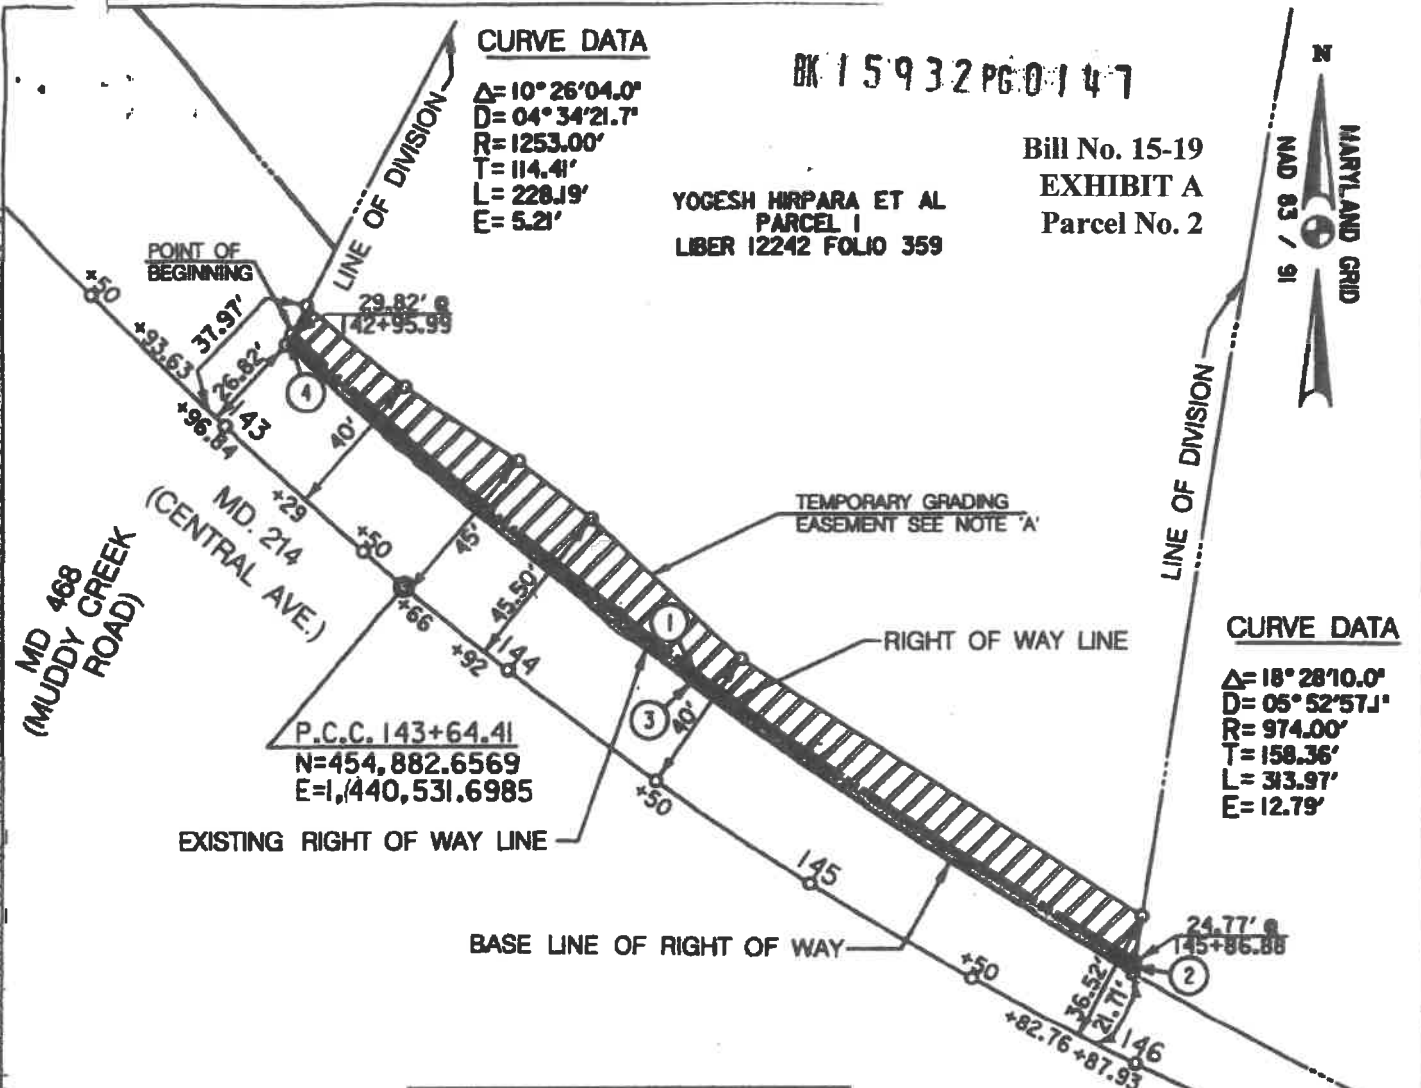 CURVE DATA
Δ= 10°26'04.0"
D= 04°34'21.7"
R= 1253.00'
T= 114.41'
L= 228.19'
E= 5.21'
BK 15932 PG 0147
Bill No. 15-19
EXHIBIT A
Parcel No. 2
YOGESH HIRPARA ET AL
PARCEL 1
LIBER 12242 FOLIO 359
N
MARYLAND GRID
NAD 83 / 91
LINE OF DIVISION
POINT OF
BEGINNING
29.82' @
142+95.99
37.97'
26.82'
+50
+93.63
+96.84
143
4
40'
+29
MD. 214
(CENTRAL AVE.)
+50
45'
+66
45.50'
+92
144
MD 468
(MUDDY CREEK
ROAD)
TEMPORARY GRADING
EASEMENT SEE NOTE 'A'
LINE OF DIVISION
1
RIGHT OF WAY LINE
3
40'
+50
P.C.C. 143+64.41
N=454,882.6569
E=1,440,531.6985
EXISTING RIGHT OF WAY LINE
CURVE DATA
Δ= 18°28'10.0"
D= 05°52'57.1"
R= 974.00'
T= 158.36'
L= 313.97'
E= 12.79'
145
BASE LINE OF RIGHT OF WAY
24.77' @
145+86.88
2
+50
36.52'
21.71'
+82.76
+87.93
146